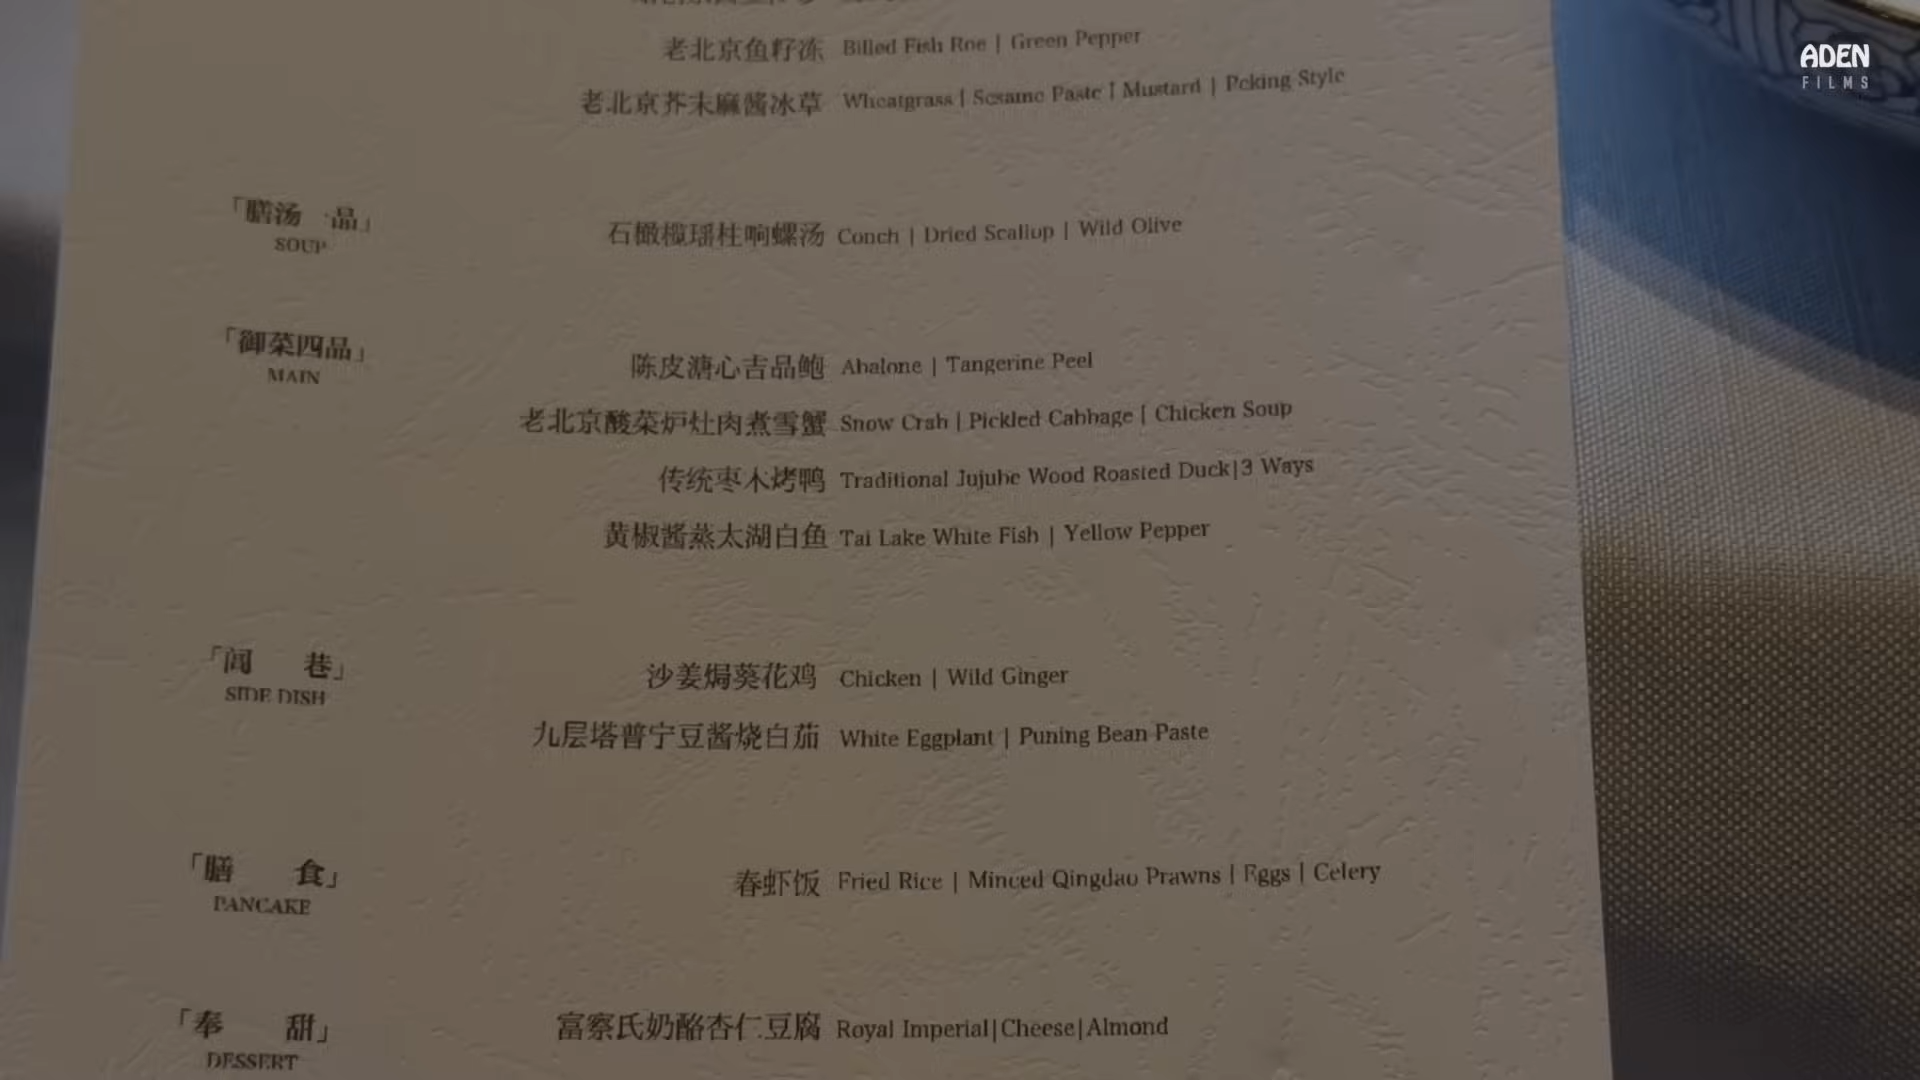 老北京鱼籽冻 Billed Fish Roe | Green Pepper
老北京芥末麻酱冰草 Wheatgrass | Sesame Paste | Mustard | Peking Style
「膳汤一品」
SOUP
石橄榄瑶柱响螺汤 Conch | Dried Scallop | Wild Olive
「御菜四品」
MAIN
陈皮溏心吉品鲍 Abalone | Tangerine Peel
老北京酸菜炉灶肉煮雪蟹 Snow Crab | Pickled Cabbage | Chicken Soup
传统枣木烤鸭 Traditional Jujube Wood Roasted Duck|3 Ways
黄椒酱蒸太湖白鱼 Tai Lake White Fish | Yellow Pepper
「闾巷」
SIDE DISH
沙姜焗葵花鸡 Chicken | Wild Ginger
九层塔普宁豆酱烧白茄 White Eggplant | Puning Bean Paste
「膳食」
PANCAKE
春虾饭 Fried Rice | Minced Qingdao Prawns | Eggs | Celery
「奉甜」
DESSERT
富察氏奶酪杏仁豆腐 Royal Imperial|Cheese|Almond
ADEN
FILMS